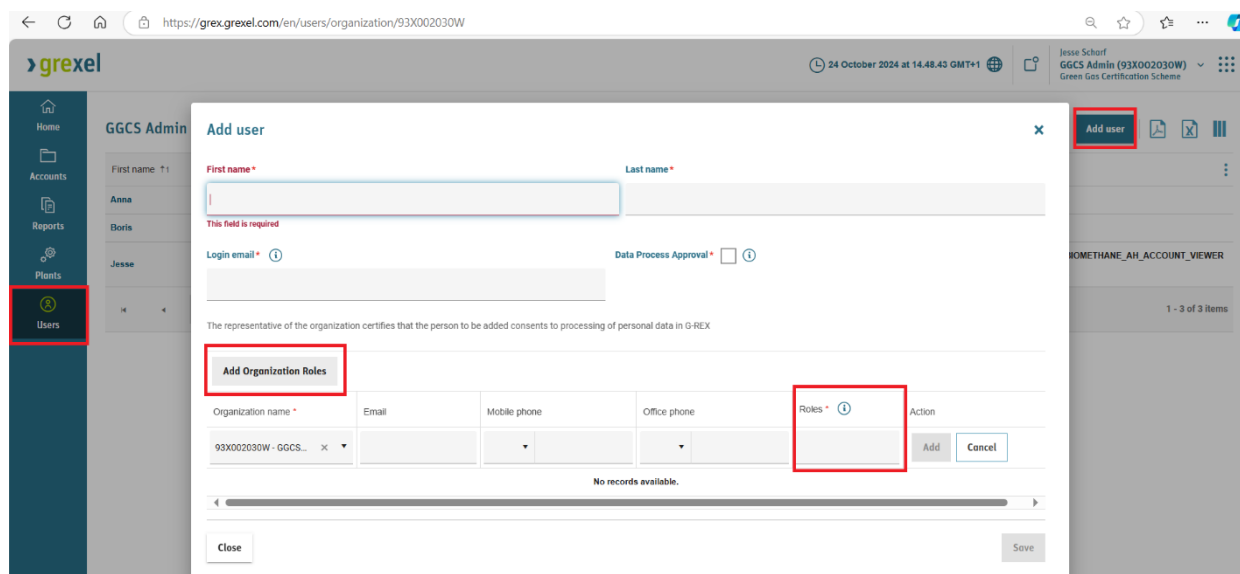 https://grex.grexel.com/en/users/organization/93X002030W
grexel
24 October 2024 at 14.48.43 GMT+1
Jesse Scharf
GGCS Admin (93X002030W)
Green Gas Certification Scheme
Home
Accounts
Reports
Plants
Users
GGCS Admin
Add user
First name ↑1
Anna
Boris
Jesse
IOMETHANE_AH_ACCOUNT_VIEWER
1 - 3 of 3 items
Add user
First name * Last name *
This field is required
Login email * Data Process Approval *
The representative of the organization certifies that the person to be added consents to processing of personal data in G-REX
Add Organization Roles
Organization name * Email Mobile phone Office phone Roles * Action
93X002030W - GGCS... Add Cancel
No records available.
Close Save